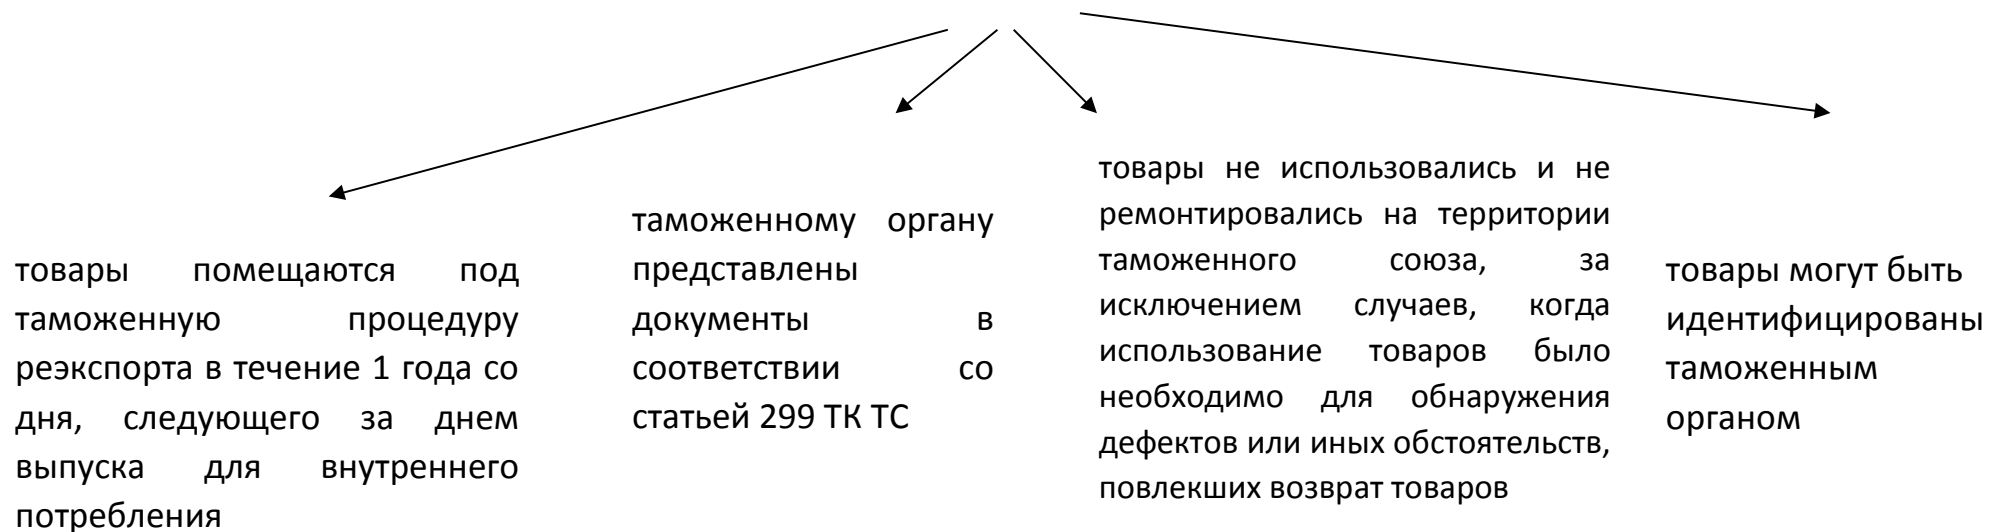 товары помещаются под
таможенную процедуру
реэкспорта в течение 1 года со
дня, следующего за днем
выпуска для внутреннего
потребления
таможенному органу
представлены
документы в
соответствии со
статьей 299 ТК ТС
товары не использовались и не
ремонтировались на территории
таможенного союза, за
исключением случаев, когда
использование товаров было
необходимо для обнаружения
дефектов или иных обстоятельств,
повлекших возврат товаров
товары могут быть
идентифицированы
таможенным
органом